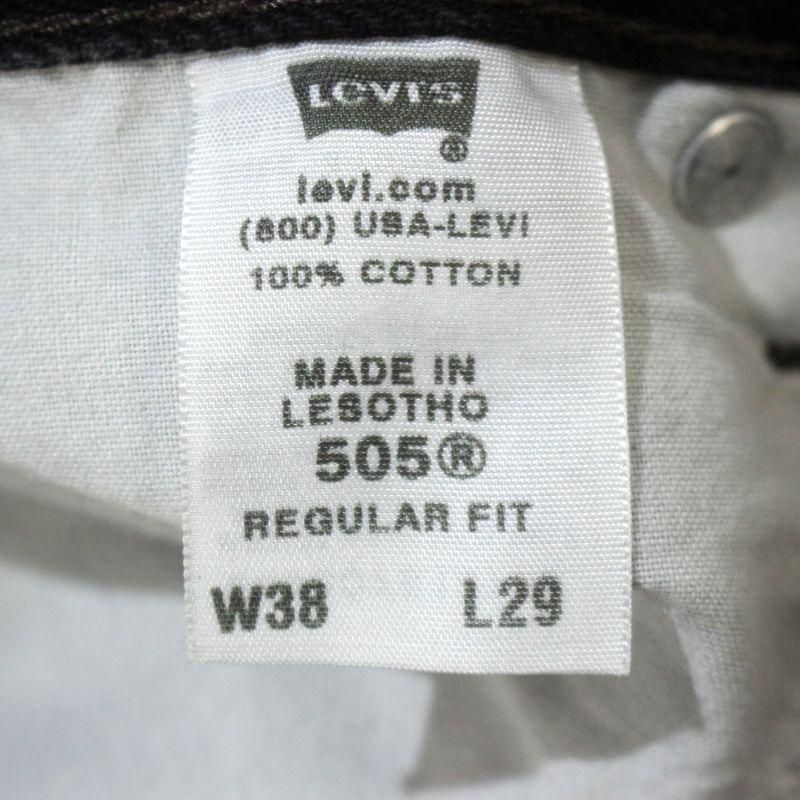 LEVI'S
®
levi.com
(800) USA-LEVI
100% COTTON
MADE IN
LESOTHO
505®
REGULAR FIT
W38 L29